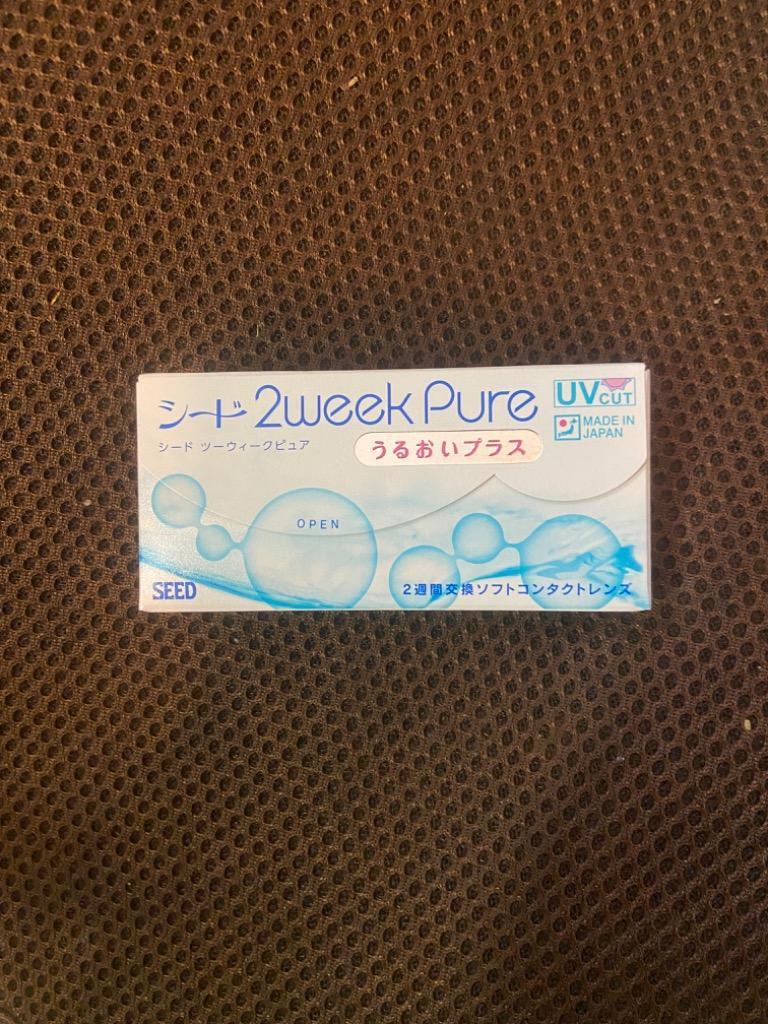 シード 2week Pure
シード ツーウィークピュア
うるおいプラス
UV CUT
MADE IN
JAPAN
OPEN
SEED
2週間交換ソフトコンタクトレンズ